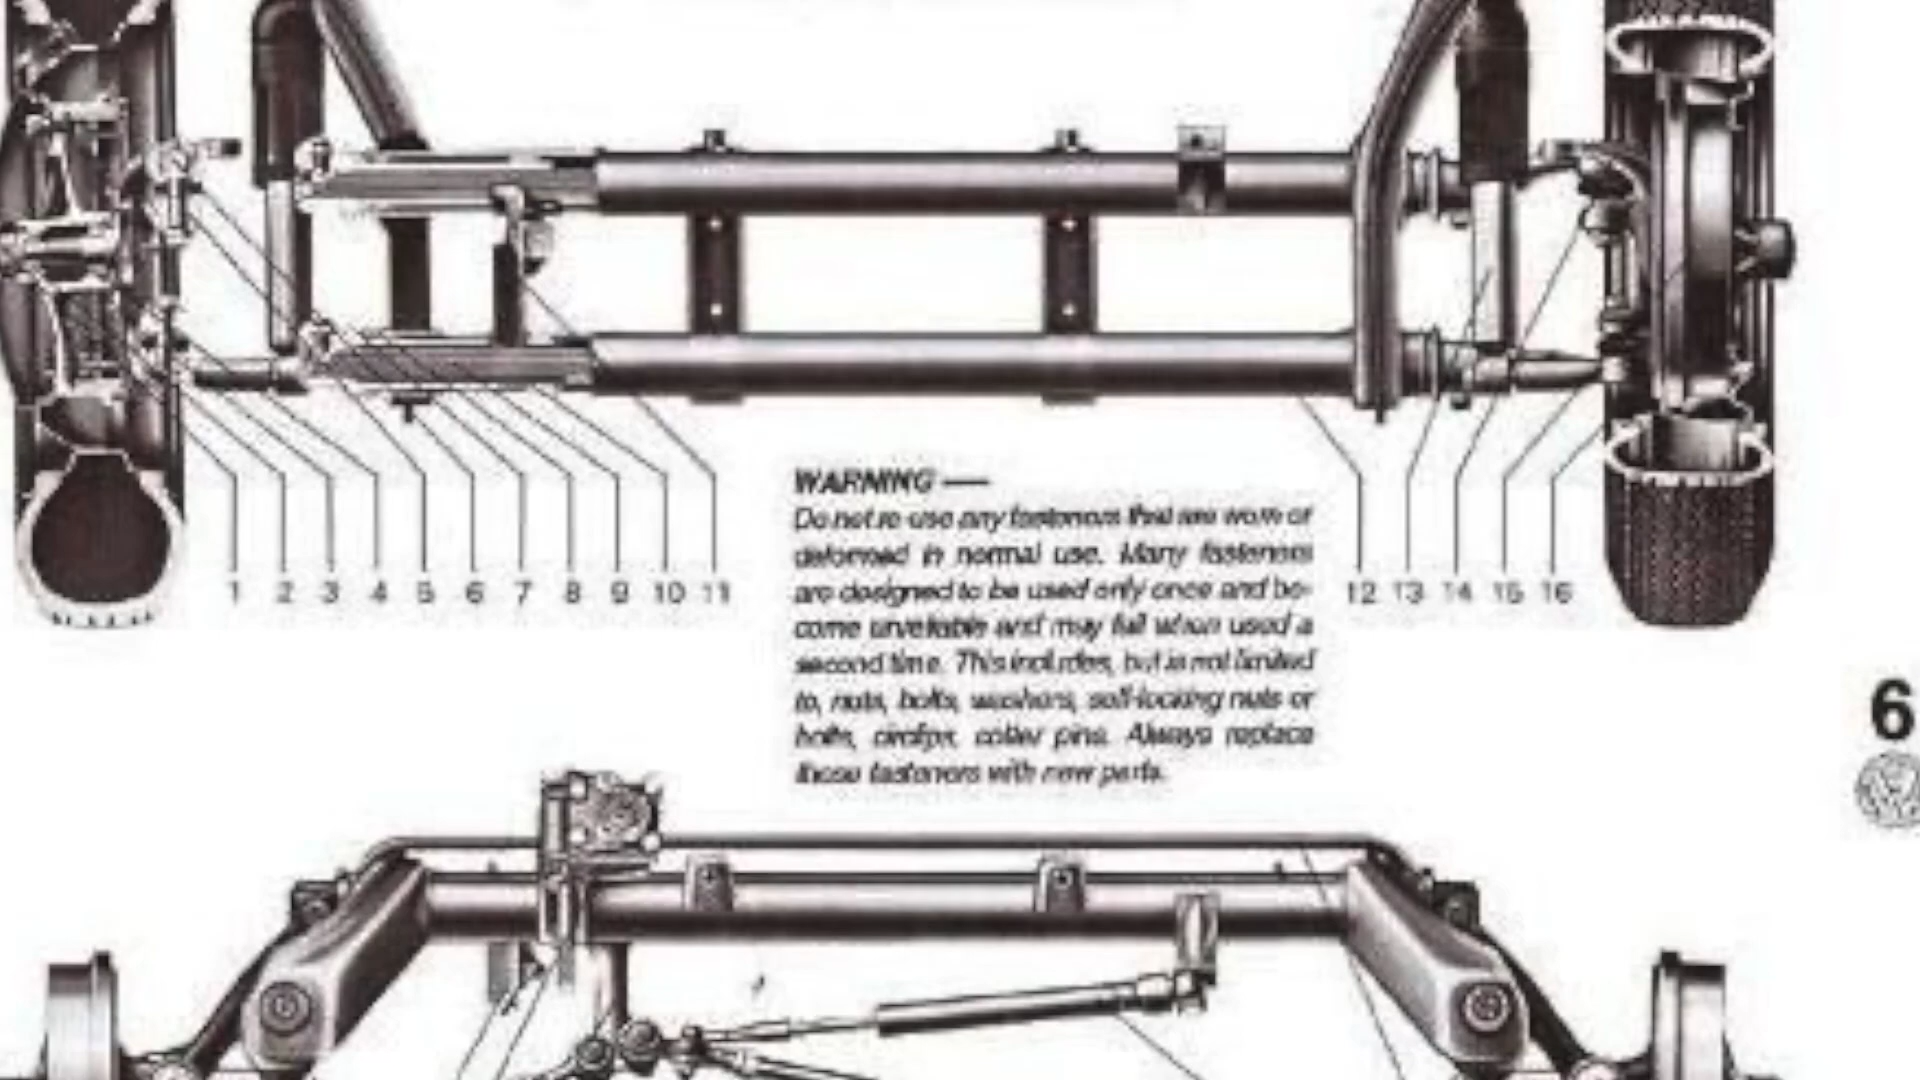 WARNING —
Do not re-use any fasteners that are worn or
deformed in normal use. Many fasteners
are designed to be used only once and be-
come unreliable and may fail when used a
second time. This includes, but is not limited
to, nuts, bolts, washers, self-locking nuts or
bolts, circlips, cotter pins. Always replace
these fasteners with new parts.
1 2 3 4 5 6 7 8 9 10 11
12 13 14 15 16
6